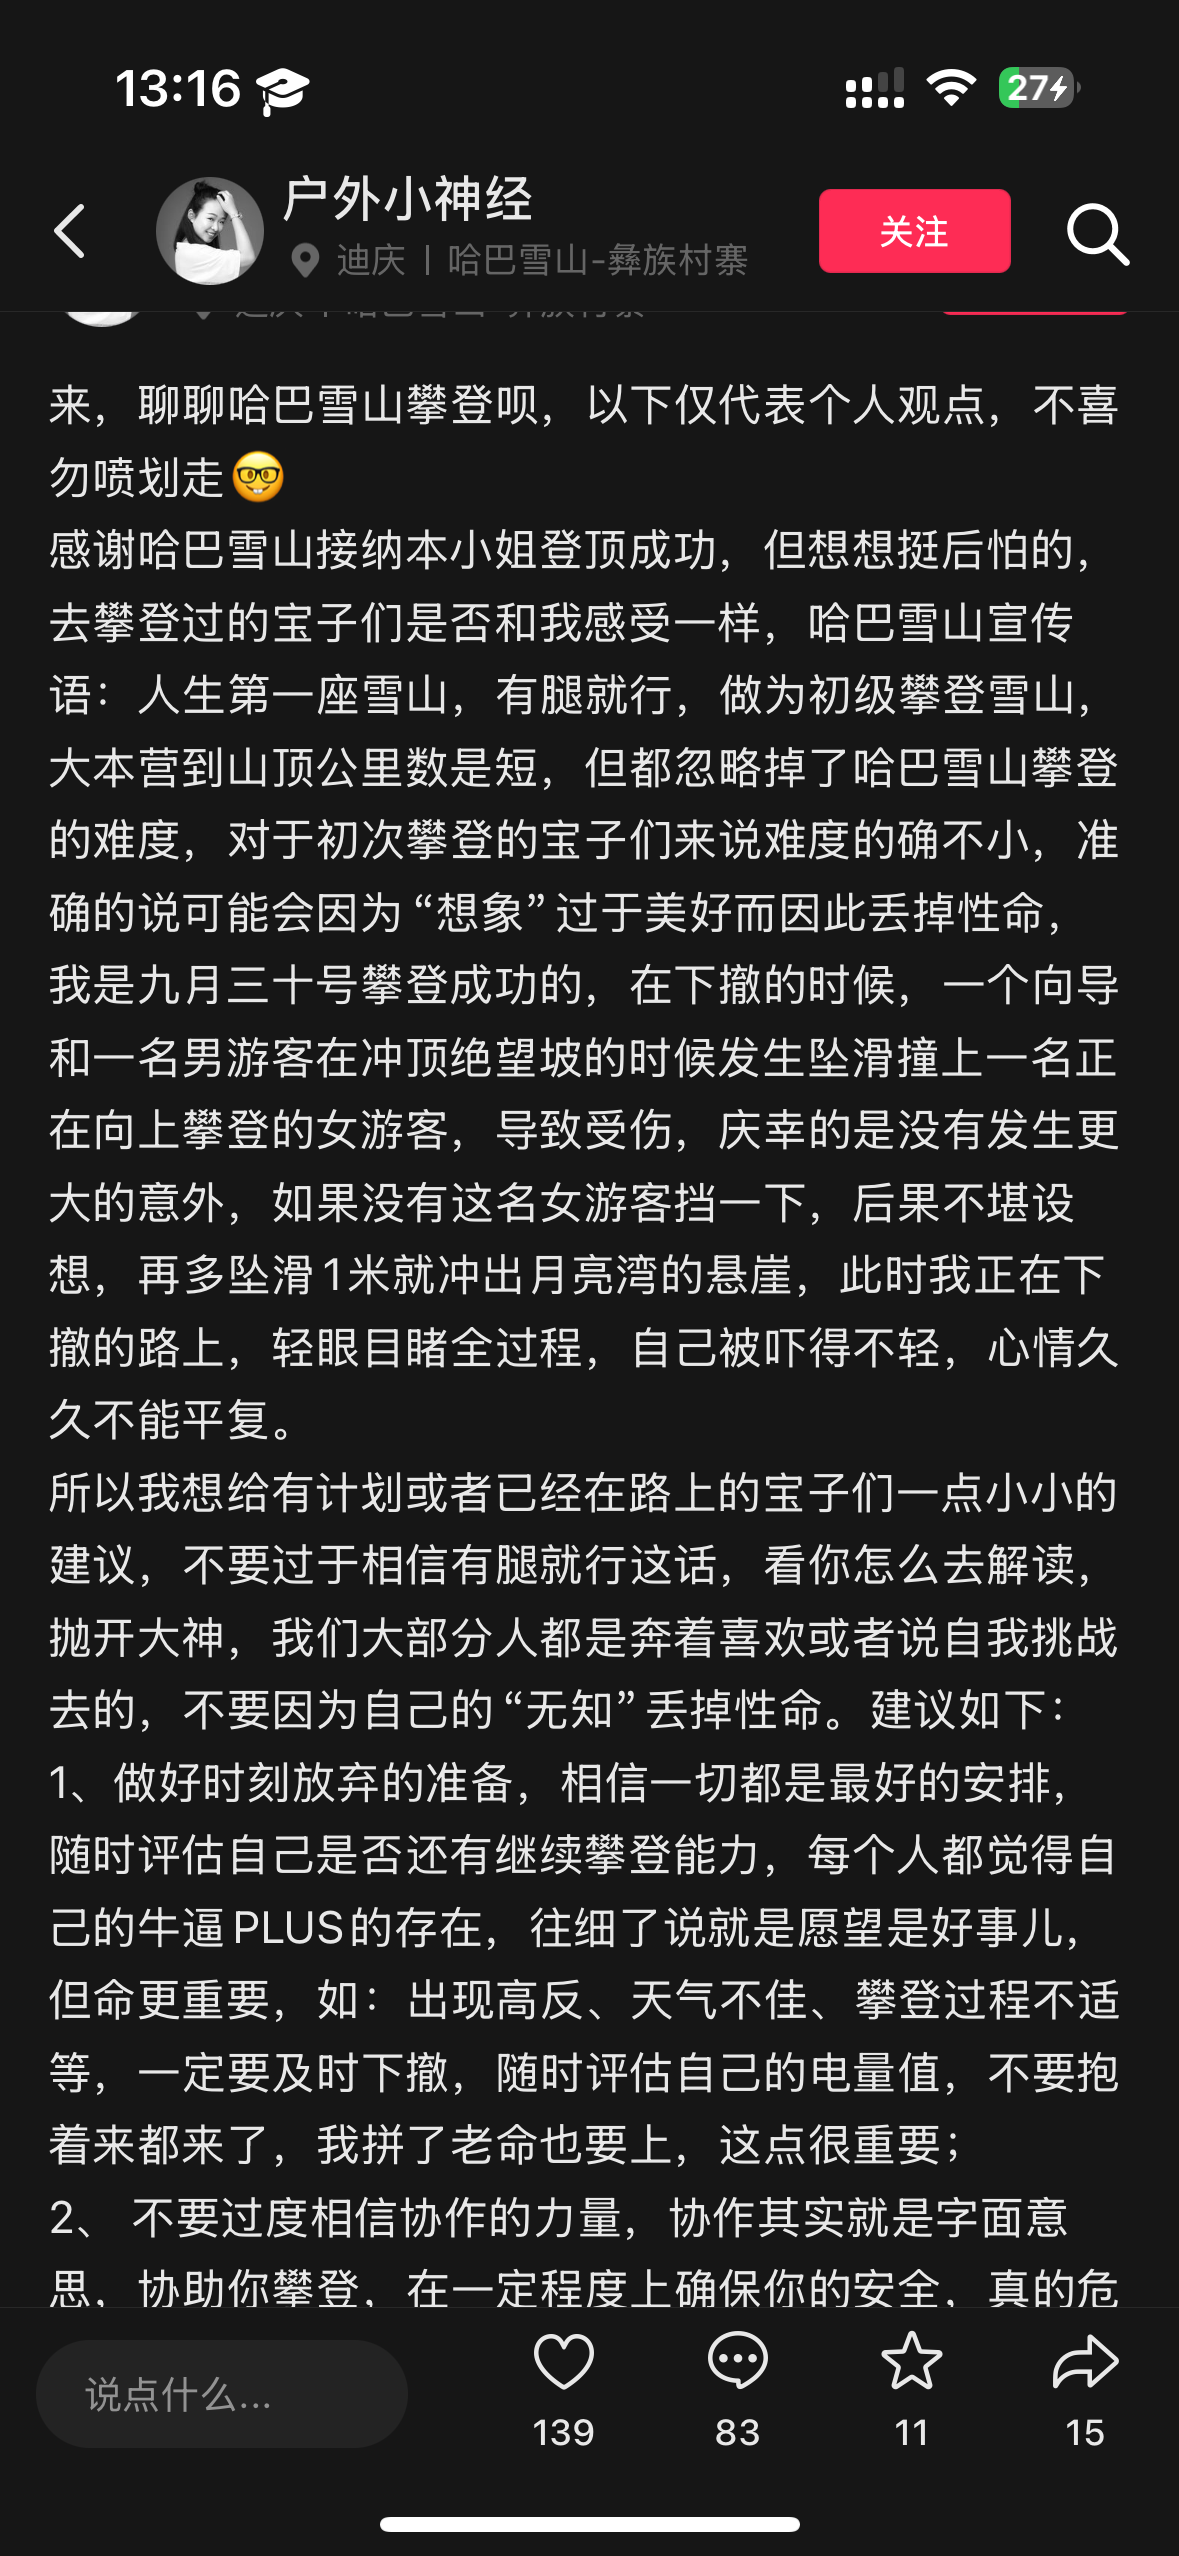 13:16
27
户外小神经
关注
迪庆 | 哈巴雪山-彝族村寨
来，聊聊哈巴雪山攀登呗，以下仅代表个人观点，不喜
勿喷划走🤓
感谢哈巴雪山接纳本小姐登顶成功，但想想挺后怕的，
去攀登过的宝子们是否和我感受一样，哈巴雪山宣传
语：人生第一座雪山，有腿就行，做为初级攀登雪山，
大本营到山顶公里数是短，但都忽略掉了哈巴雪山攀登
的难度，对于初次攀登的宝子们来说难度的确不小，准
确的说可能会因为“想象”过于美好而因此丢掉性命，
我是九月三十号攀登成功的，在下撤的时候，一个向导
和一名男游客在冲顶绝望坡的时候发生坠滑撞上一名正
在向上攀登的女游客，导致受伤，庆幸的是没有发生更
大的意外，如果没有这名女游客挡一下，后果不堪设
想，再多坠滑1米就冲出月亮湾的悬崖，此时我正在下
撤的路上，轻眼目睹全过程，自己被吓得不轻，心情久
久不能平复。
所以我想给有计划或者已经在路上的宝子们一点小小的
建议，不要过于相信有腿就行这话，看你怎么去解读，
抛开大神，我们大部分人都是奔着喜欢或者说自我挑战
去的，不要因为自己的“无知”丢掉性命。建议如下：
1、做好时刻放弃的准备，相信一切都是最好的安排，
随时评估自己是否还有继续攀登能力，每个人都觉得自
己的牛逼PLUS的存在，往细了说就是愿望是好事儿，
但命更重要，如：出现高反、天气不佳、攀登过程不适
等，一定要及时下撤，随时评估自己的电量值，不要抱
着来都来了，我拼了老命也要上，这点很重要；
2、 不要过度相信协作的力量，协作其实就是字面意
思，协助你攀登，在一定程度上确保你的安全，真的危
说点什么...
139
83
11
15